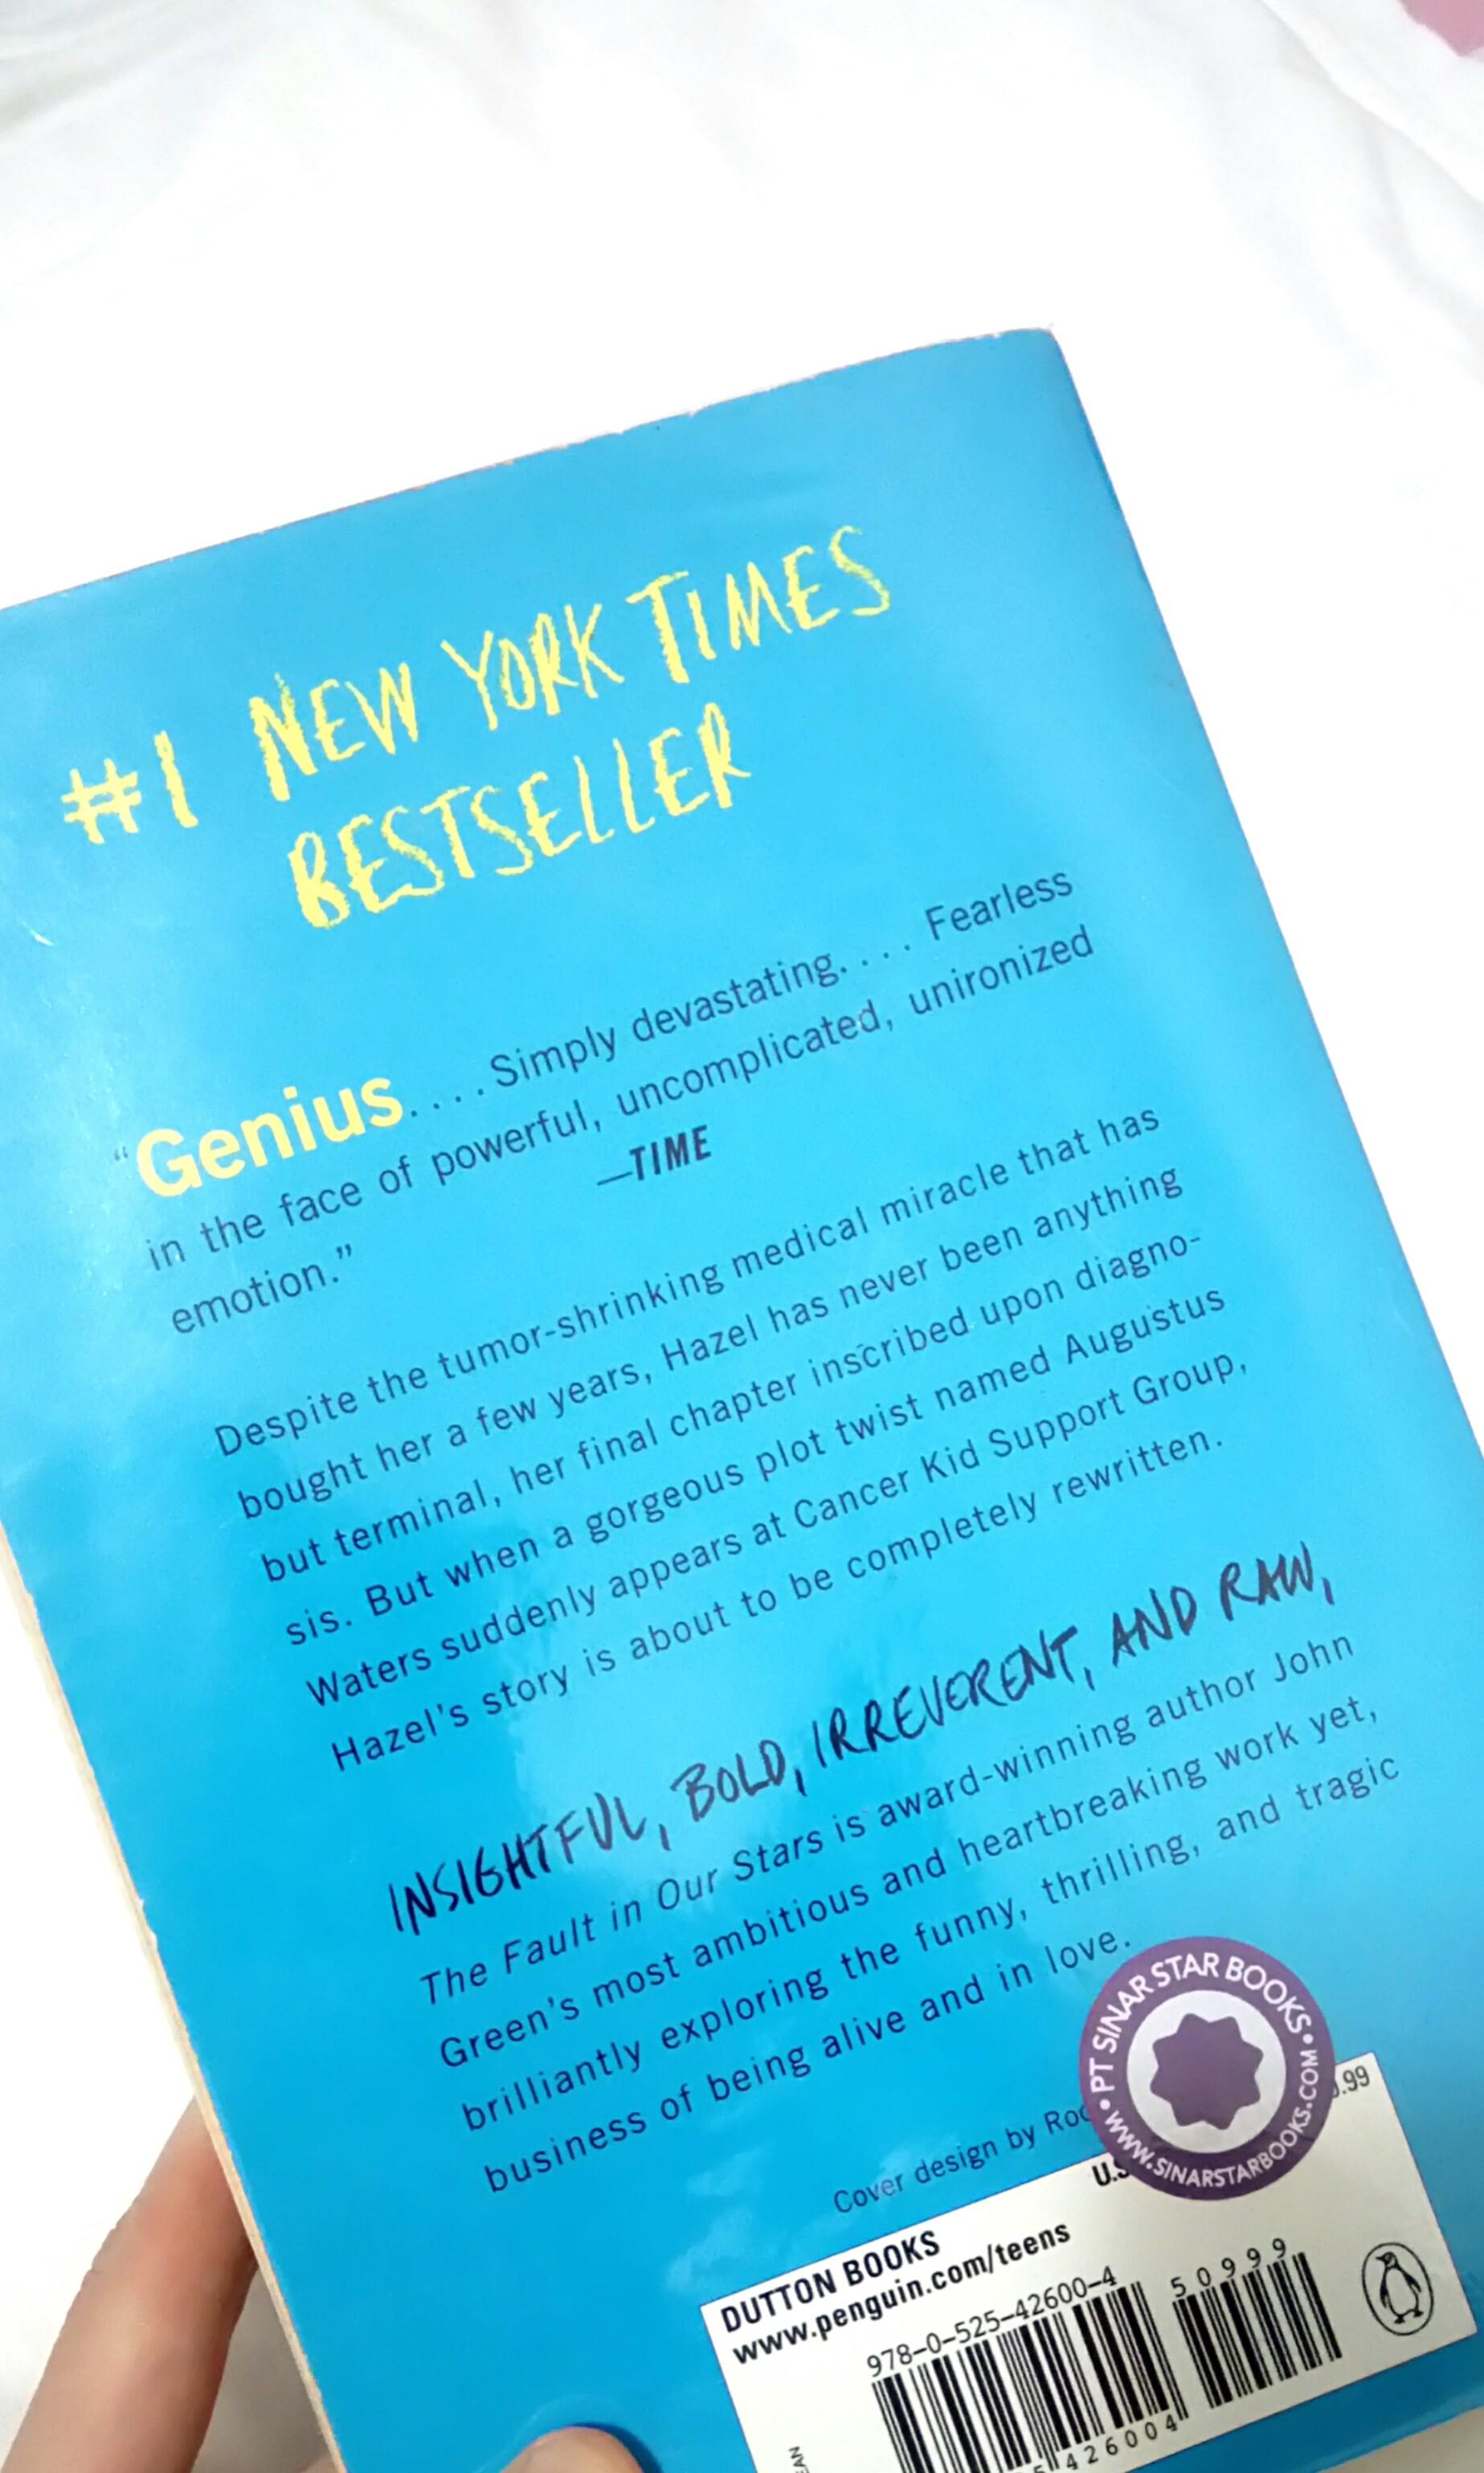 #1 NEW YORK TIMES
BESTSELLER
“Genius. . . . Simply devastating. . . . Fearless
in the face of powerful, uncomplicated, unironized
emotion.”
—TIME
Despite the tumor-shrinking medical miracle that has
bought her a few years, Hazel has never been anything
but terminal, her final chapter inscribed upon diagno-
sis. But when a gorgeous plot twist named Augustus
Waters suddenly appears at Cancer Kid Support Group,
Hazel's story is about to be completely rewritten.
INSIGHTFUL, BOLD, IRREVERENT, AND RAW,
The Fault in Our Stars is award-winning author John
Green's most ambitious and heartbreaking work yet,
brilliantly exploring the funny, thrilling, and tragic
business of being alive and in love.
• PT SINAR STAR BOOKS •
WWW.SINARSTARBOOKS.COM
Cover design by
.99
DUTTON BOOKS
www.penguin.com/teens
978-0-525-42600-4
50999
426004